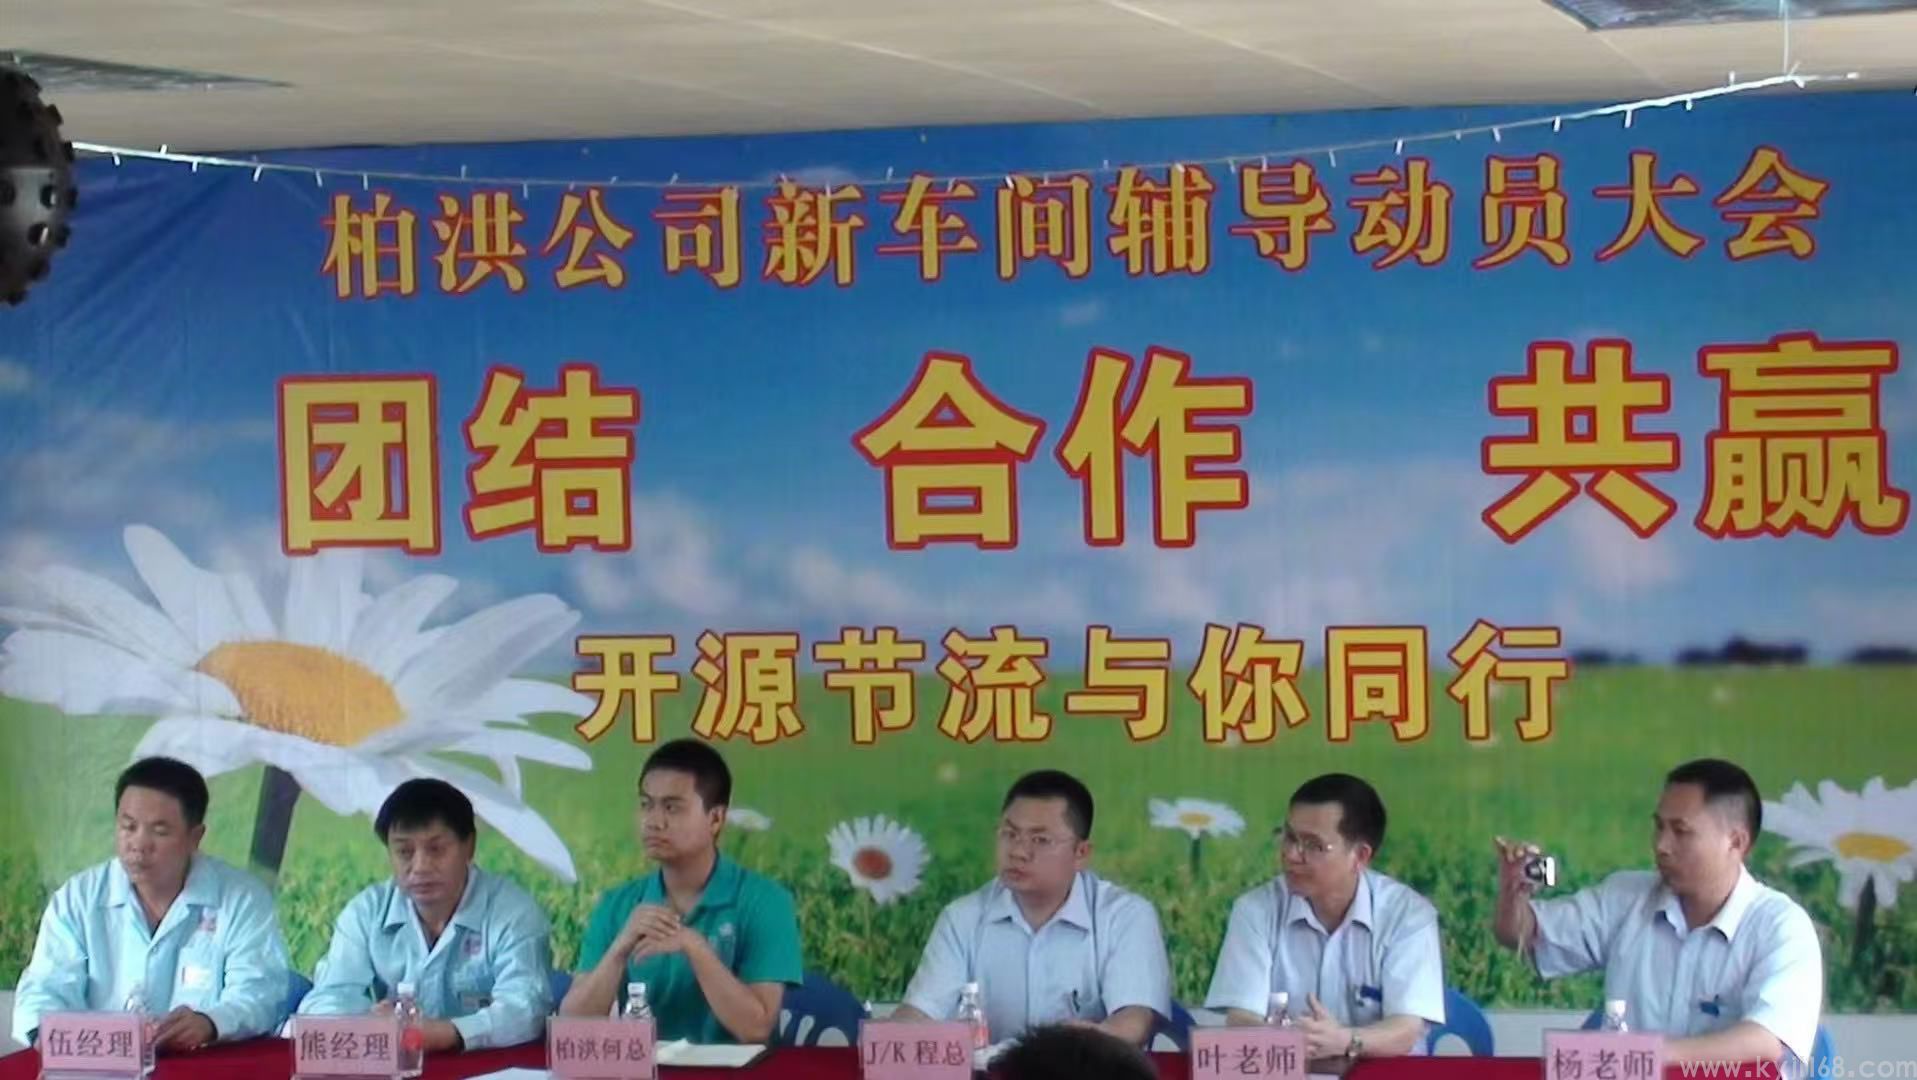 柏洪公司新车间辅导动员大会
团结 合作 共赢
开源节流与你同行
伍经理
熊经理
柏洪何总
J/K程总
叶老师
杨老师
www.kyjl168.com